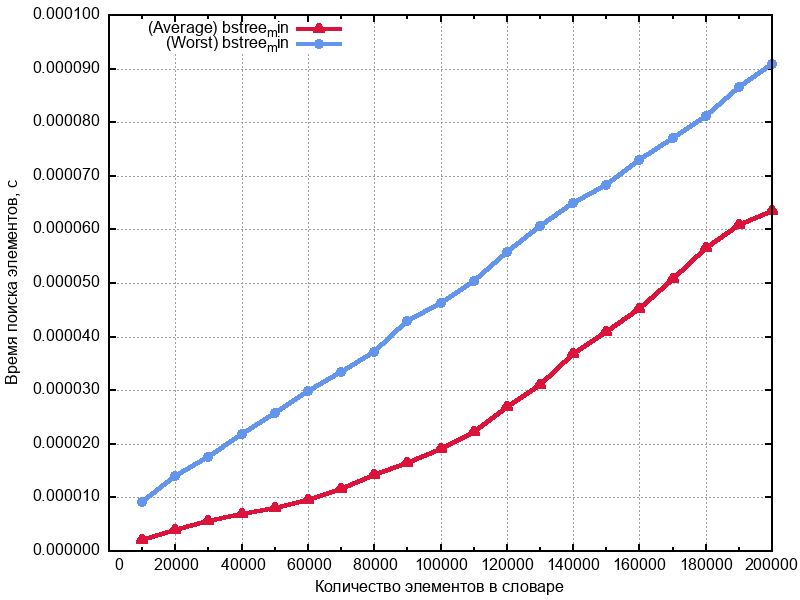 0.000100
0.000090
0.000080
0.000070
0.000060
0.000050
0.000040
0.000030
0.000020
0.000010
0.000000
(Average) bstreemin
(Worst) bstreemin
Время поиска элементов, с
0 20000 40000 60000 80000 100000 120000 140000 160000 180000 200000
Количество элементов в словаре